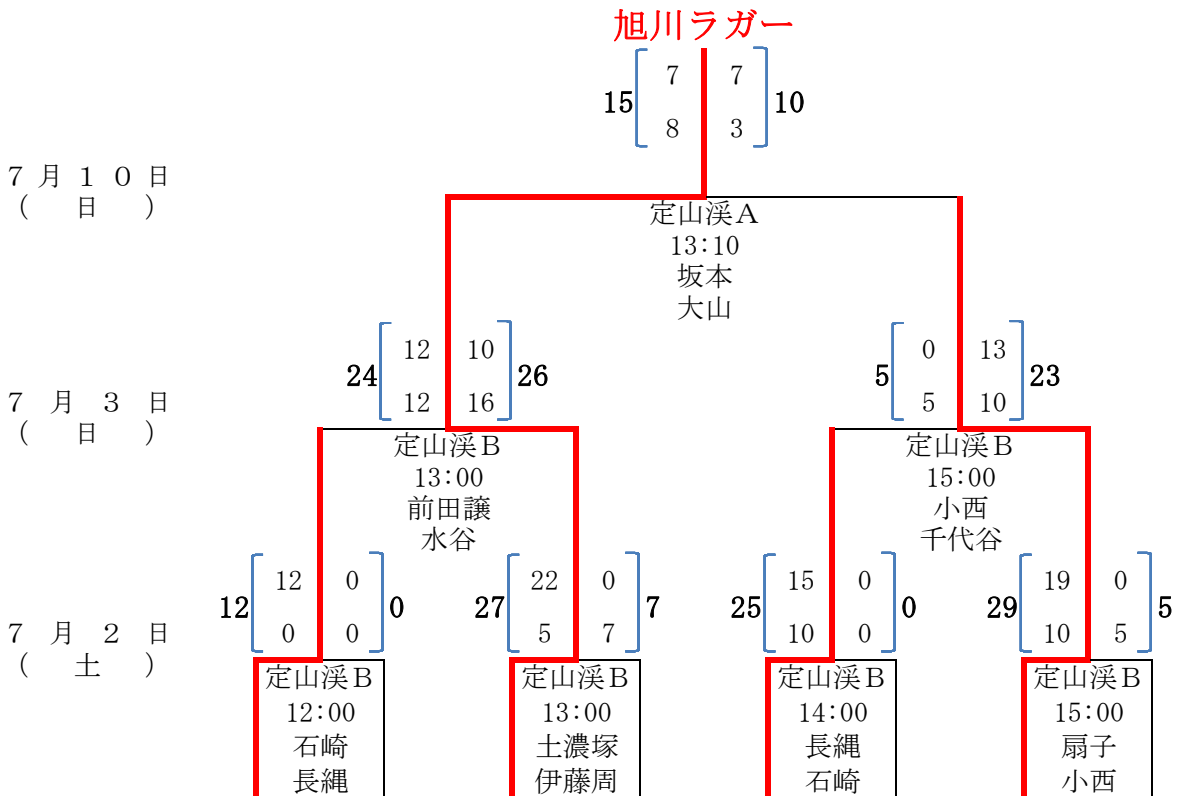 旭川ラガー
7 7
15 10
8 3
７月１０日
(日)
定山渓Ａ
13:10
坂本
大山
12 10 0 13
24 26 5 23
12 16 5 10
７月３日
(日)
定山渓Ｂ 定山渓Ｂ
13:00 15:00
前田譲 小西
水谷 千代谷
12 0 22 0 15 0 19 0
12 0 27 7 25 0 29 5
0 0 5 7 10 0 10 5
７月２日
(土)
定山渓Ｂ 定山渓Ｂ 定山渓Ｂ 定山渓Ｂ
12:00 13:00 14:00 15:00
石崎 土濃塚 長縄 扇子
長縄 伊藤周 石崎 小西